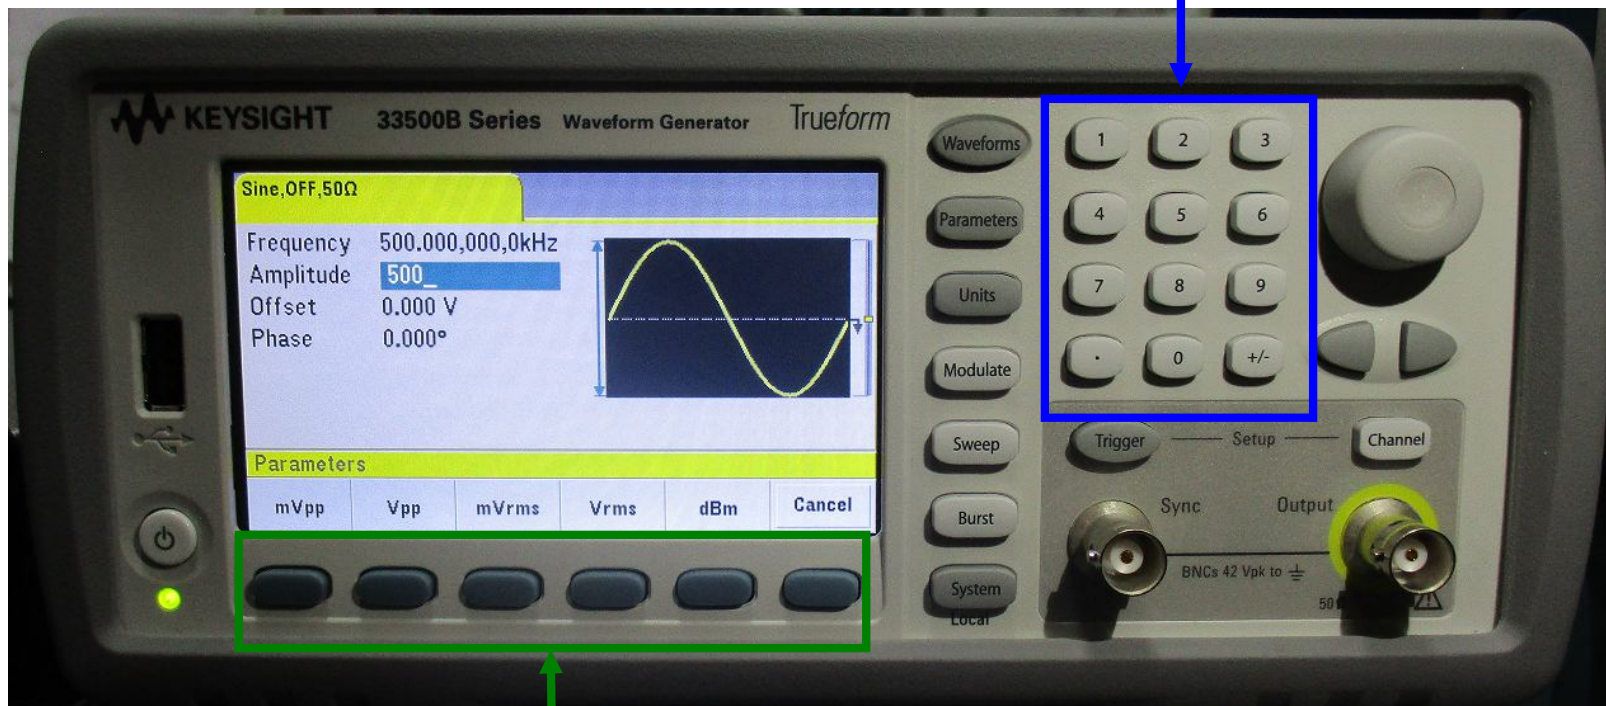 KEYSIGHT 33500B Series Waveform Generator Trueform
Sine,OFF,50Ω
Frequency 500.000,000,0kHz
Amplitude 500_
Offset 0.000 V
Phase 0.000°
Parameters
mVpp Vpp mVrms Vrms dBm Cancel
Waveforms
Parameters
Units
Modulate
Sweep
Burst
System
Local
1 2 3
4 5 6
7 8 9
. 0 +/-
Trigger Setup Channel
Sync Output
BNCs 42 Vpk to
50